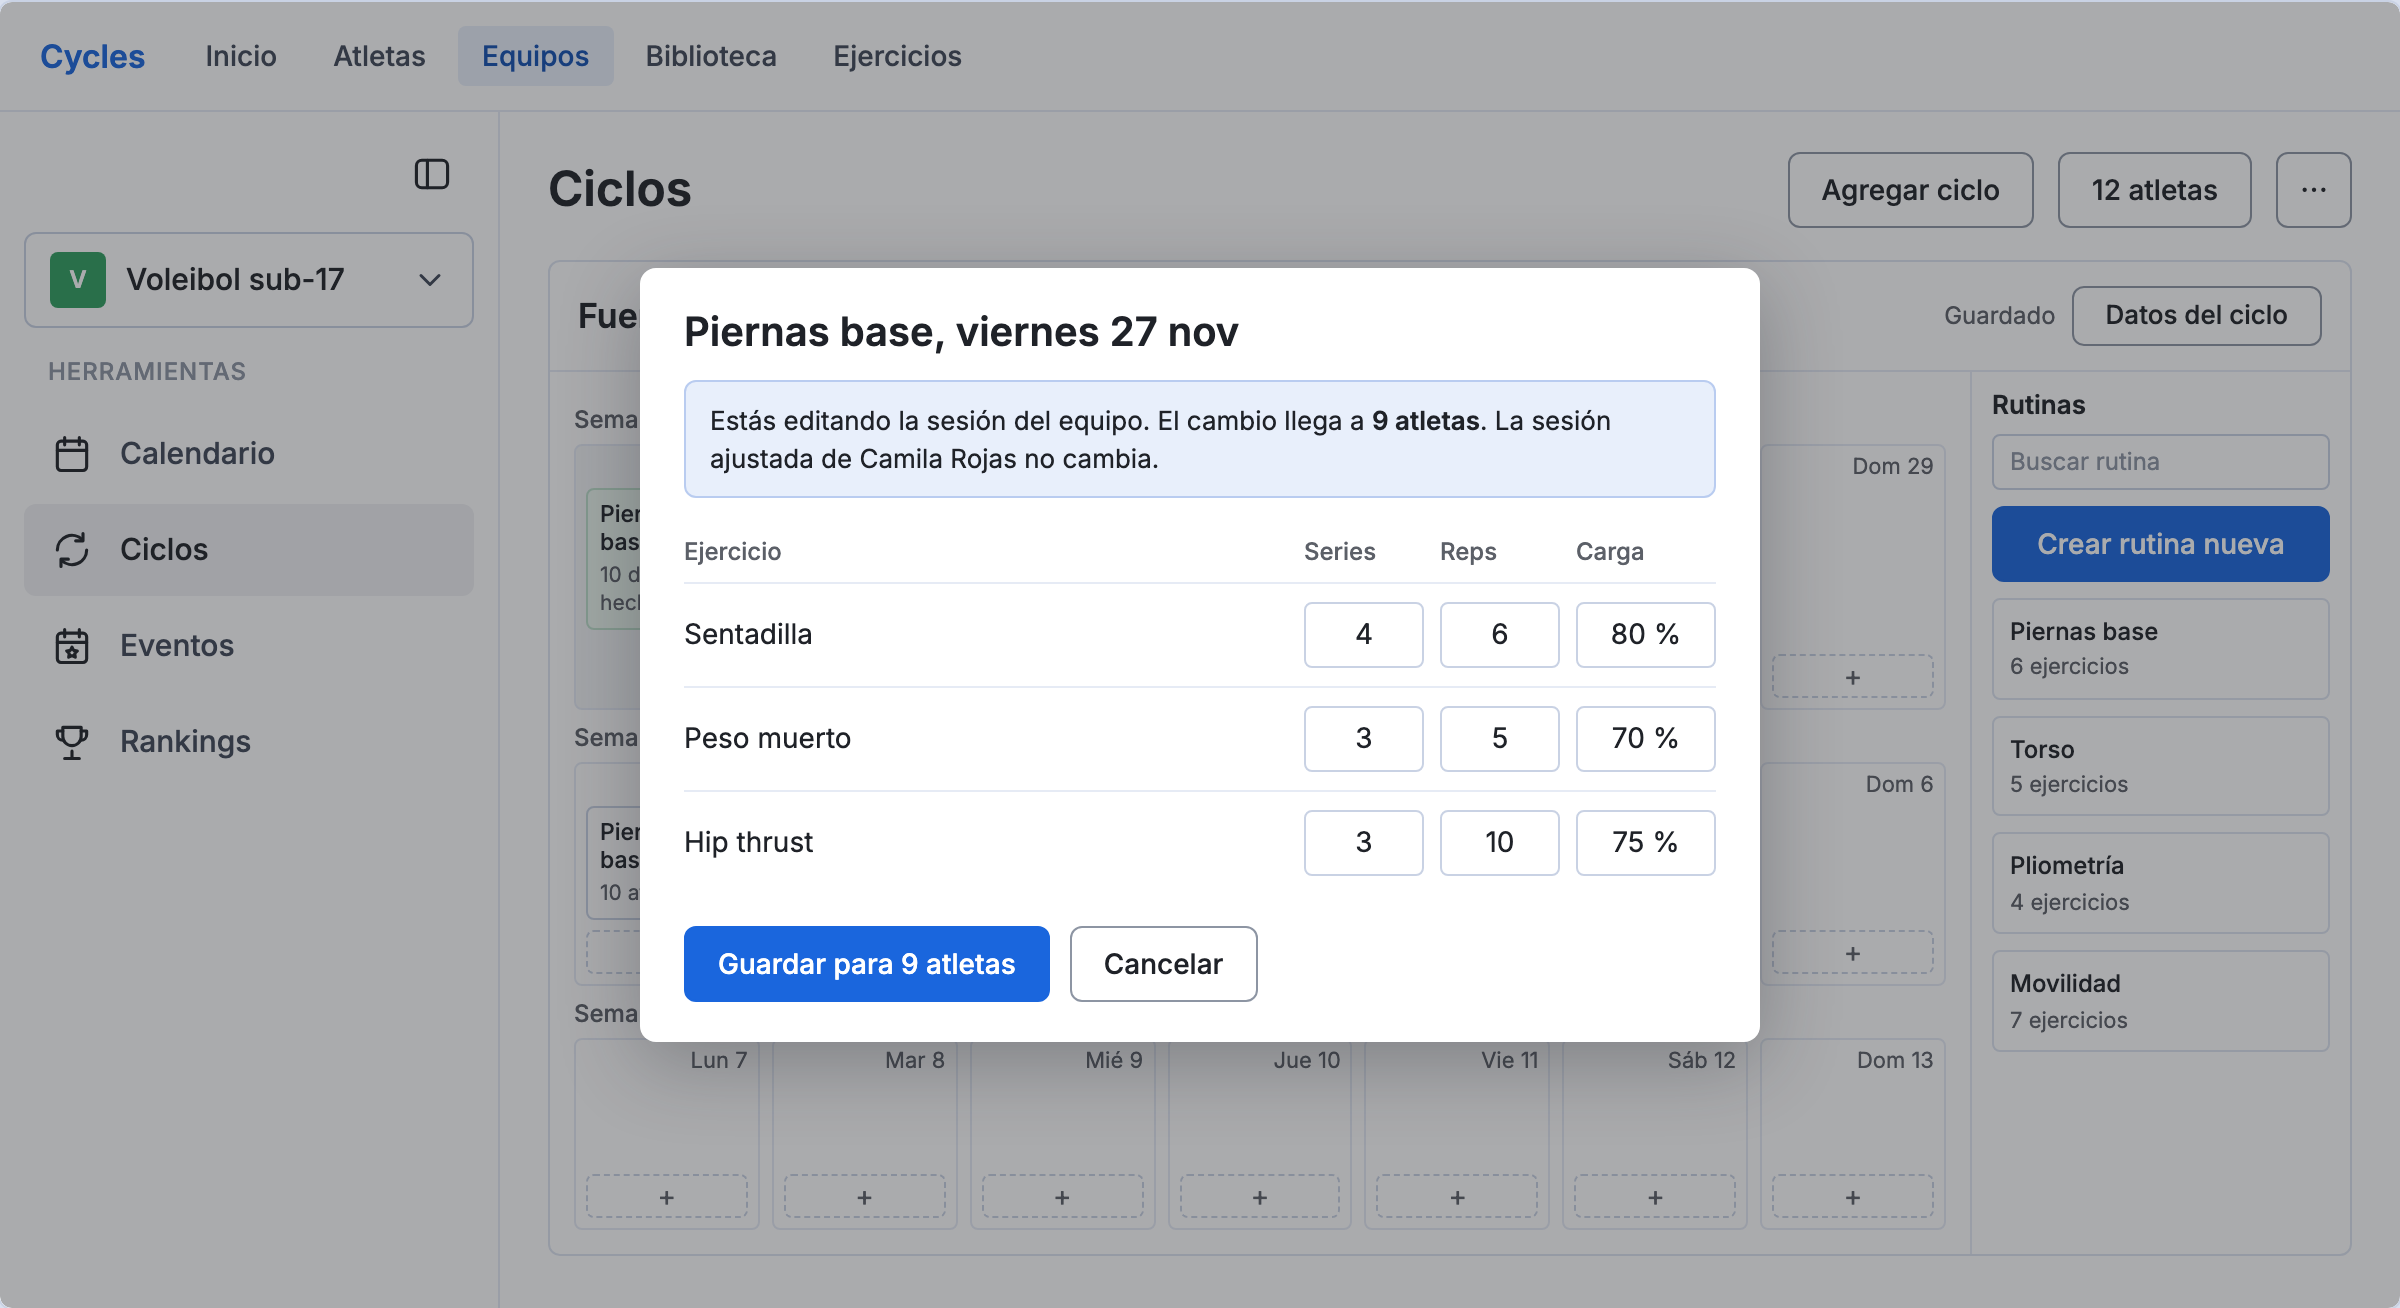 Cycles
Inicio
Atletas
Equipos
Biblioteca
Ejercicios
V
Voleibol sub-17
HERRAMIENTAS
Calendario
Ciclos
Eventos
Rankings
Ciclos
Agregar ciclo
12 atletas
...
Guardado
Datos del ciclo
Piernas base, viernes 27 nov
Estás editando la sesión del equipo. El cambio llega a 9 atletas. La sesión
ajustada de Camila Rojas no cambia.
Ejercicio Series Reps Carga
Sentadilla 4 6 80 %
Peso muerto 3 5 70 %
Hip thrust 3 10 75 %
Guardar para 9 atletas
Cancelar
Dom 29
+
Dom 6
+
Lun 7
Mar 8
Mié 9
Jue 10
Vie 11
Sáb 12
Dom 13
+
+
+
+
+
+
+
Rutinas
Buscar rutina
Crear rutina nueva
Piernas base
6 ejercicios
Torso
5 ejercicios
Pliometría
4 ejercicios
Movilidad
7 ejercicios